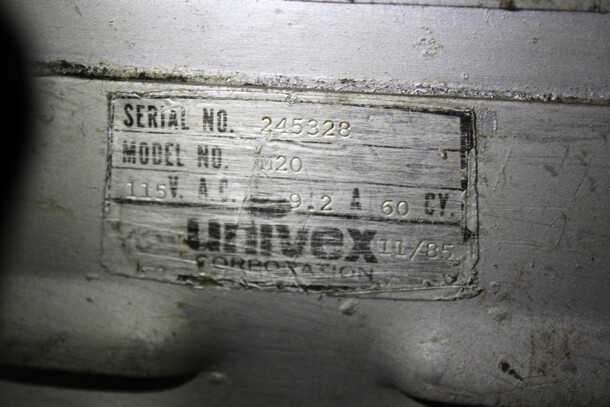 SERIAL NO. 245328
MODEL NO. M20
115V. A.C. 9.2 A 60 CY.
univex 11/85
CORPORATION